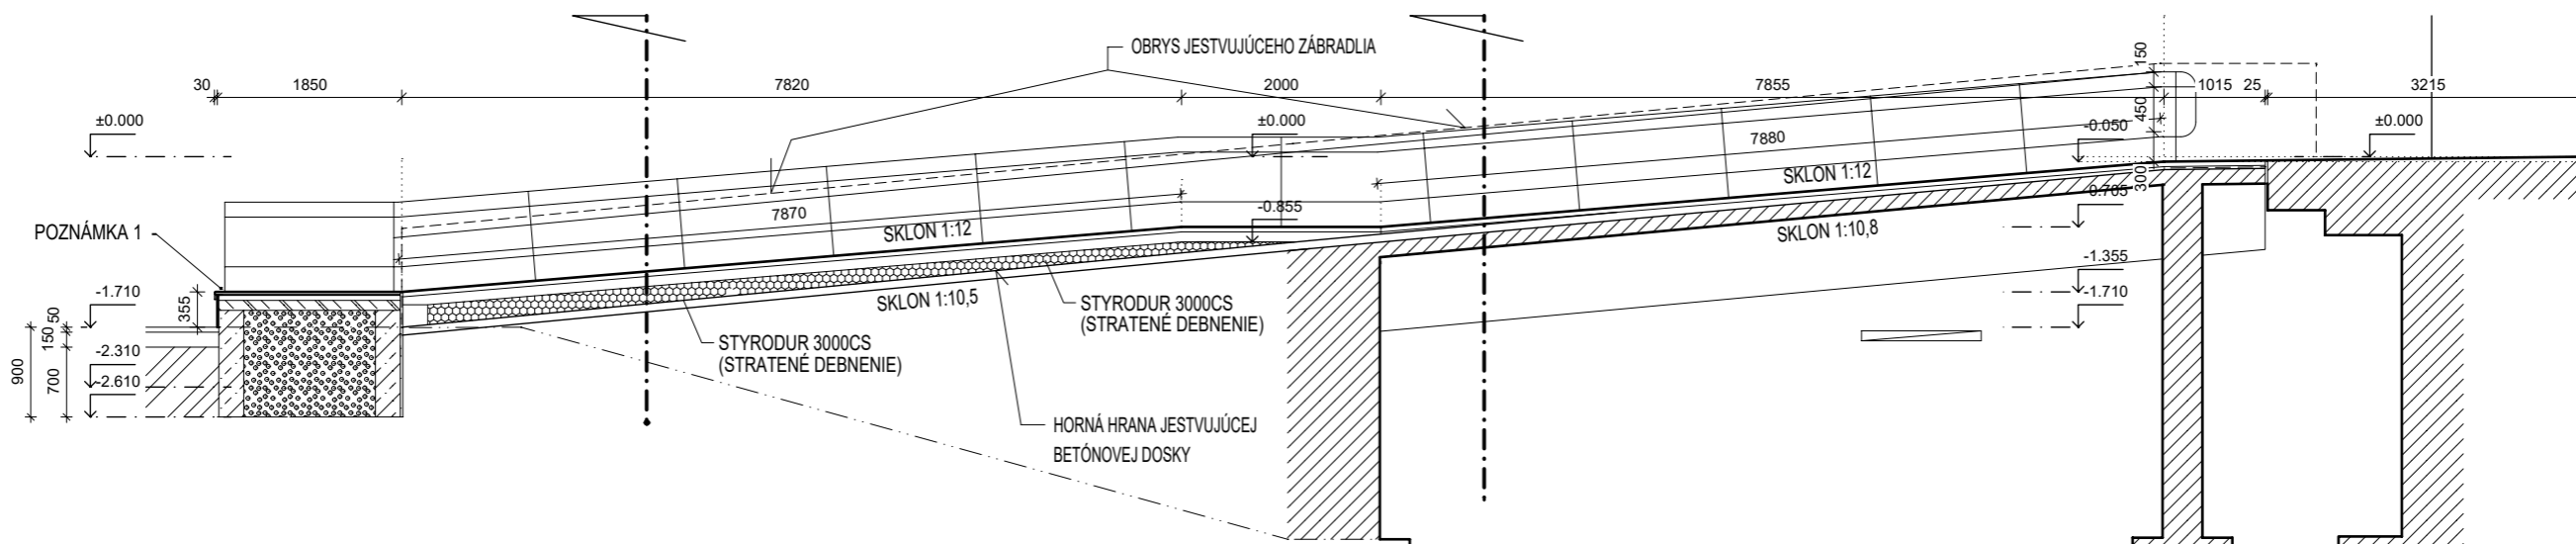 OBRYS JESTVUJÚCEHO ZÁBRADLIA
150
30
1850
7820
2000
7855
1015
25
3215
±0.000
±0.000
±0.000
450
-0.050
7880
SKLON 1:12
300
-0.705
7870
-0.855
SKLON 1:12
SKLON 1:10,8
POZNÁMKA 1
-1.355
-1.710
355
50
150
SKLON 1:10,5
STYRODUR 3000CS
(STRATENÉ DEBNENIE)
-1.710
STYRODUR 3000CS
(STRATENÉ DEBNENIE)
-2.310
-2.610
900
700
HORNÁ HRANA JESTVUJÚCEJ
BETÓNOVEJ DOSKY